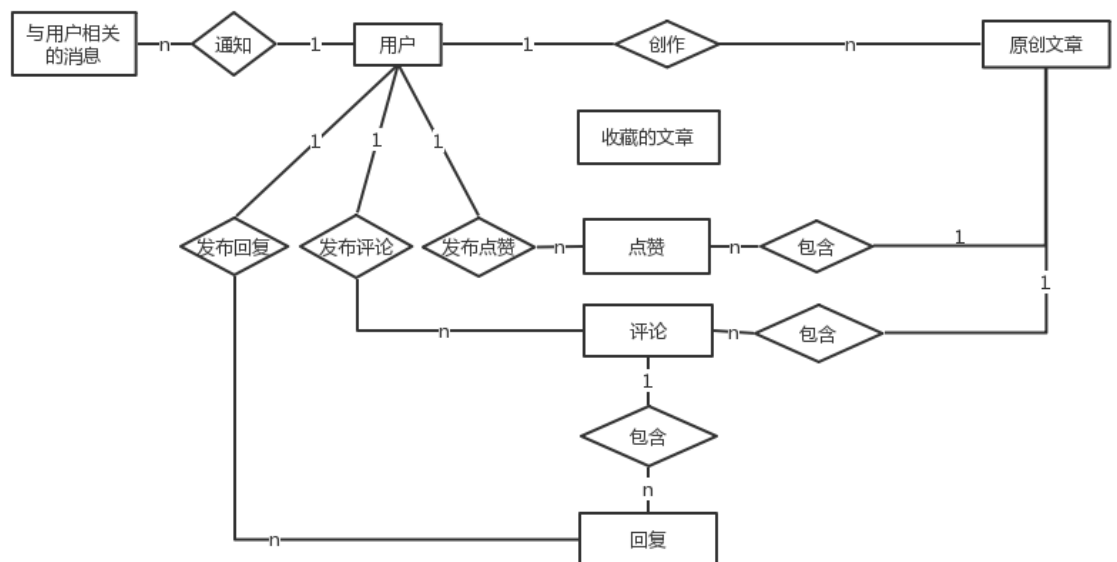 与用户相关
的消息
n
通知
1
用户
1
创作
n
原创文章
收藏的文章
1
1
1
发布回复
发布评论
发布点赞
n
点赞
n
包含
1
1
n
评论
n
包含
1
包含
n
n
回复